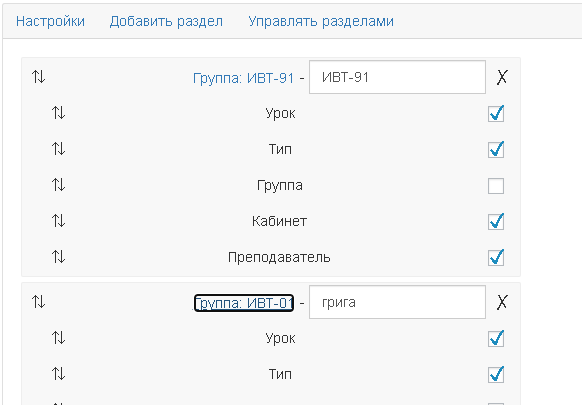 Настройки Добавить раздел Управлять разделами
Группа: ИВТ-91 - ИВТ-91 X
Урок
Тип
Группа
Кабинет
Преподаватель
Группа: ИВТ-01 - грига X
Урок
Тип